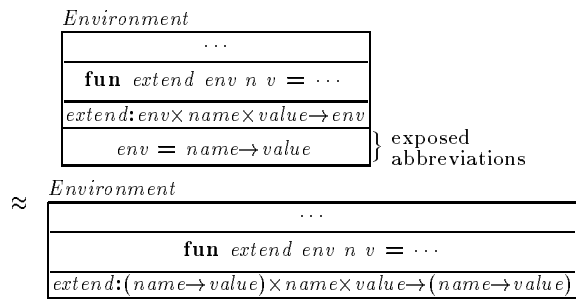 Environment
· · ·
fun extend env n v = · · ·
extend:env×name×value→env
env = name→value
} exposed
abbreviations
≈
Environment
· · ·
fun extend env n v = · · ·
extend:(name→value)×name×value→(name→value)